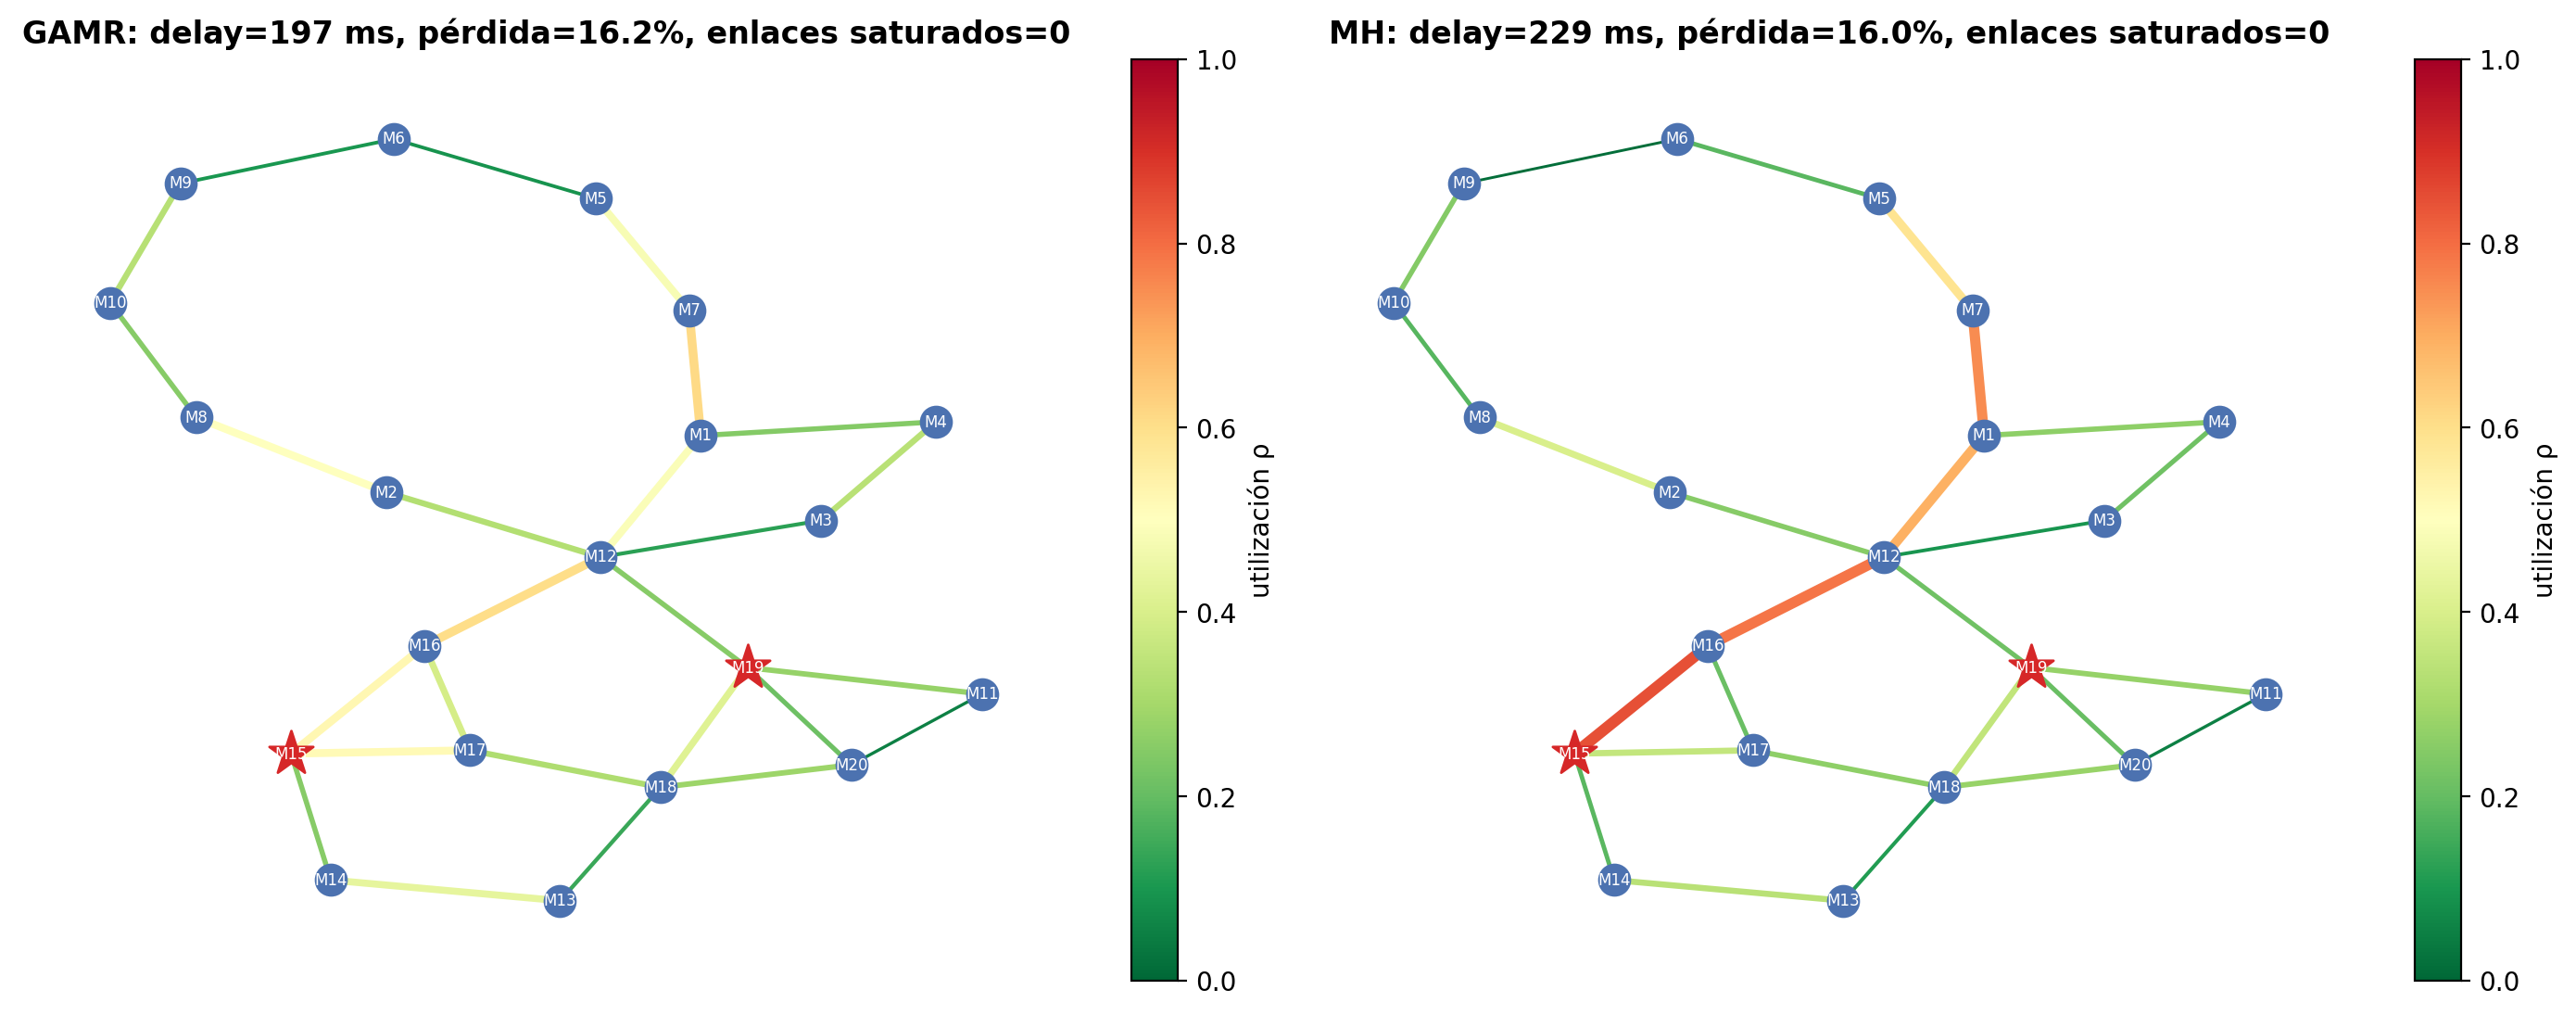 GAMR: delay=197 ms, pérdida=16.2%, enlaces saturados=0
M6
M9
M5
M10
M7
M8
M1
M4
M2
M3
M12
M16
M19
M11
M15
M17
M20
M18
M14
M13
1.0
0.8
0.6
0.4
0.2
0.0
utilización ρ
MH: delay=229 ms, pérdida=16.0%, enlaces saturados=0
M6
M9
M5
M10
M7
M8
M1
M4
M2
M3
M12
M16
M19
M11
M15
M17
M20
M18
M14
M13
1.0
0.8
0.6
0.4
0.2
0.0
utilización ρ